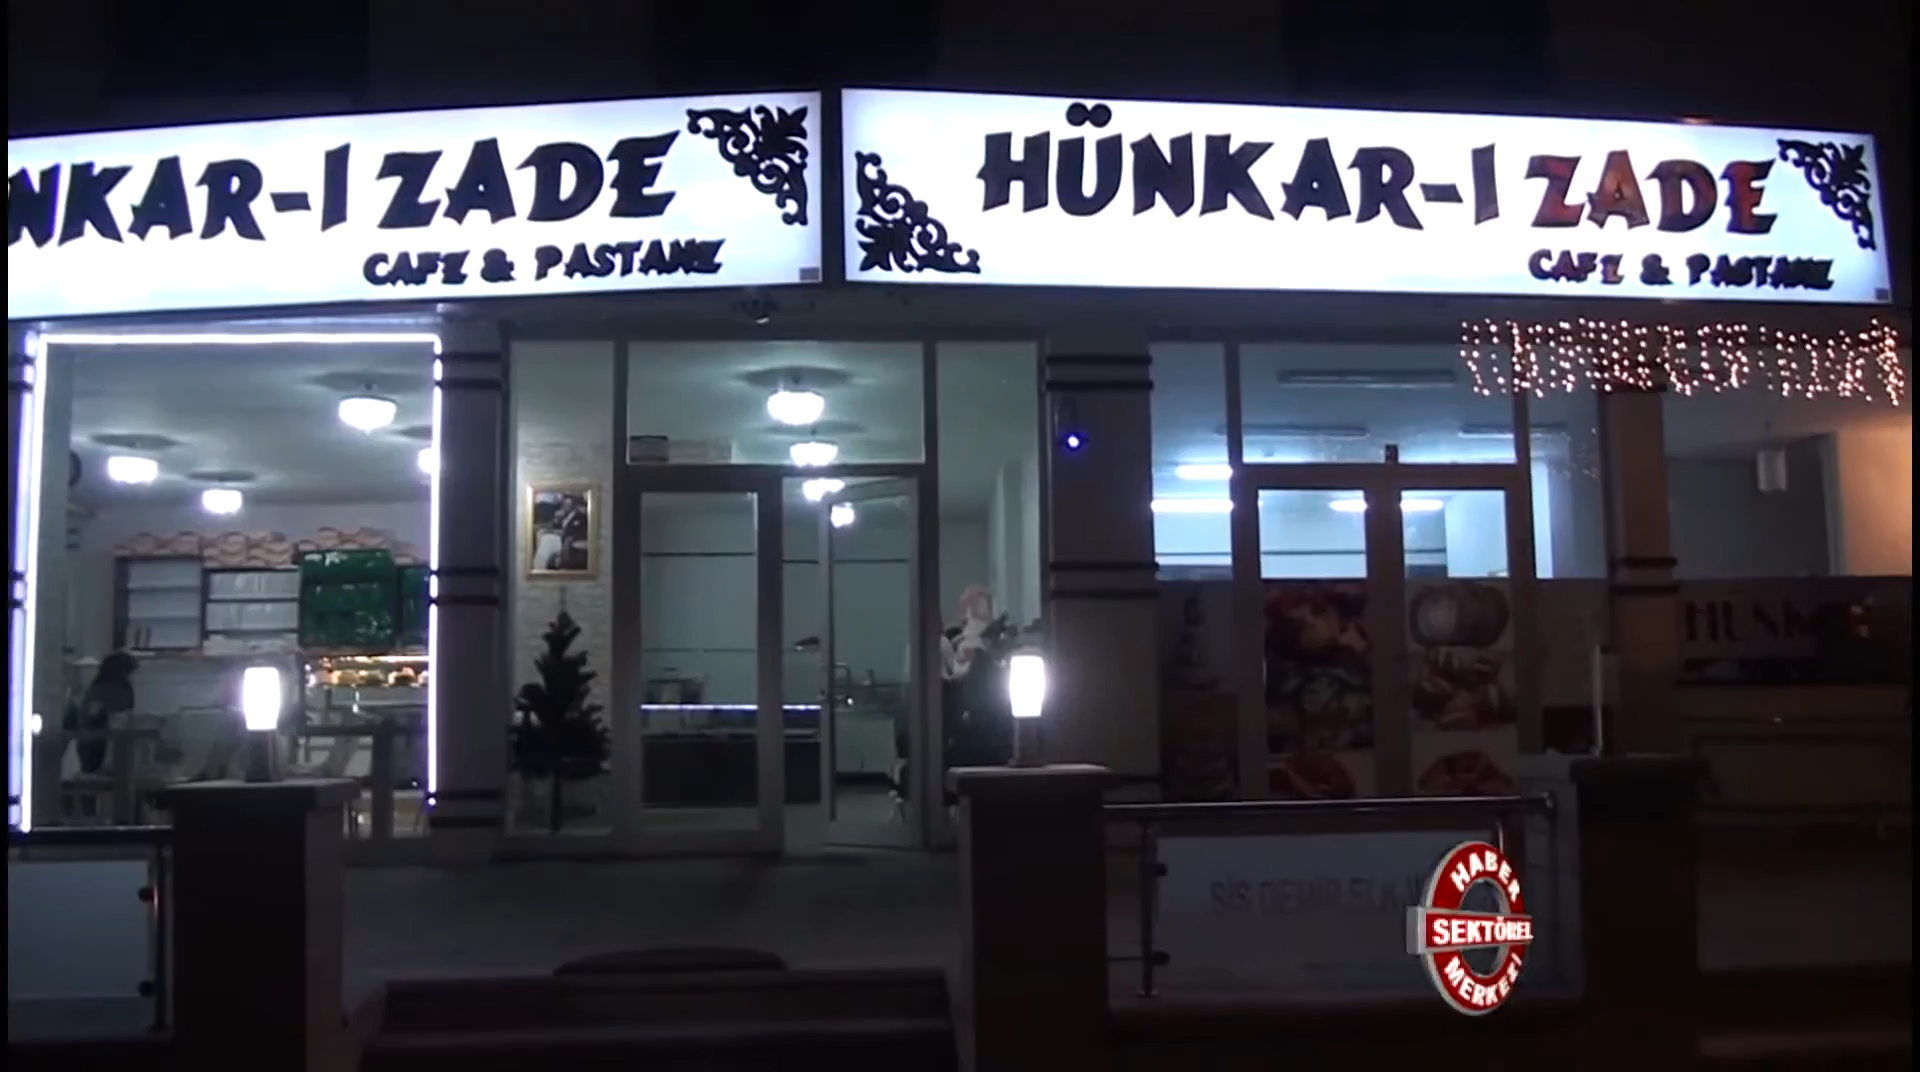 NKAR-I ZADE
CAFE & PASTANE
HÜNKAR-I ZADE
CAFE & PASTANE
HABER
SEKTÖREL
MERKEZİ